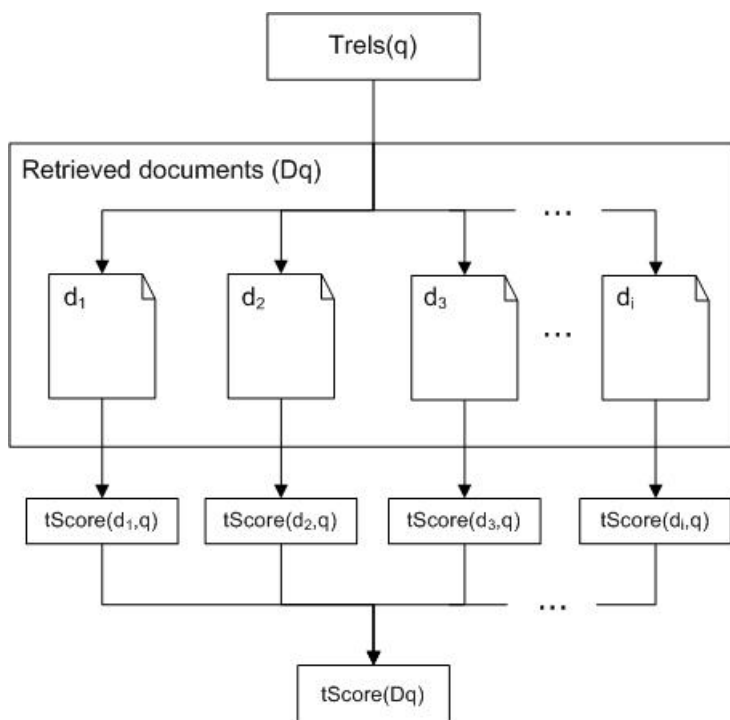 Trels(q)
Retrieved documents (Dq)
...
d₁ d₂ d₃ dᵢ
...
tScore(d₁,q) tScore(d₂,q) tScore(d₃,q) tScore(dᵢ,q)
...
tScore(Dq)